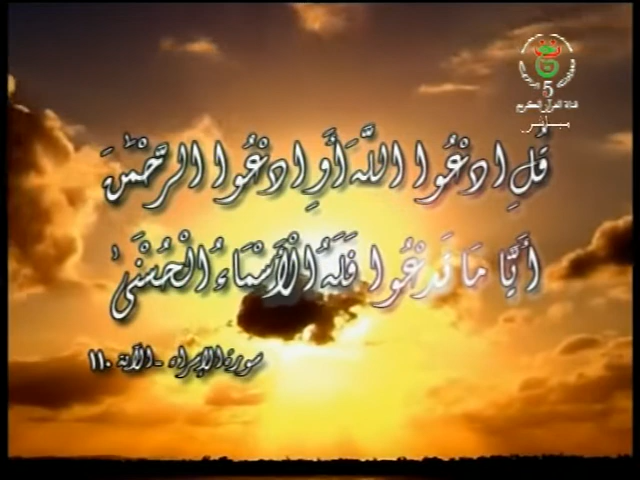 5
قناة القرآن الكريم
مباشر
قُلِ ادْعُوا اللَّهَ أَوِ ادْعُوا الرَّحْمَٰنَ
أَيًّا مَا تَدْعُوا فَلَهُ الْأَسْمَاءُ الْحُسْنَىٰ
سورة الإسراء - الآية ١١٠